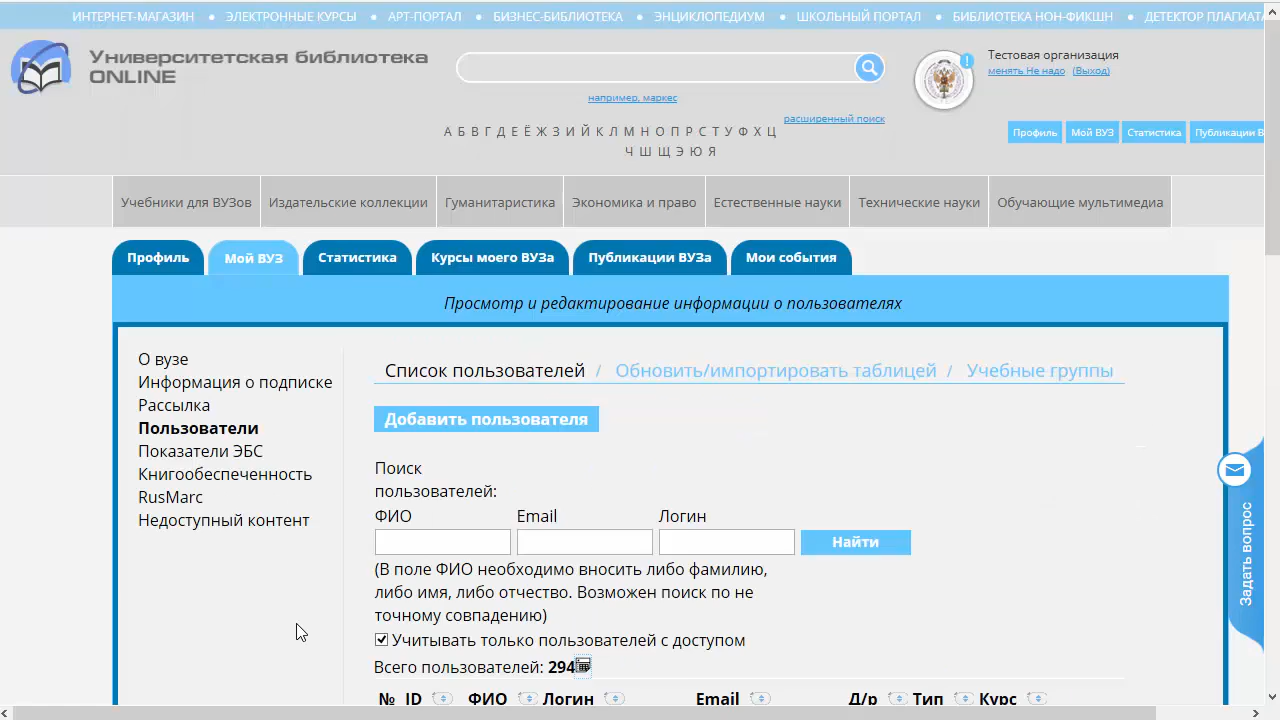 ИНТЕРНЕТ-МАГАЗИН • ЭЛЕКТРОННЫЕ КУРСЫ • АРТ-ПОРТАЛ • БИЗНЕС-БИБЛИОТЕКА • ЭНЦИКЛОПЕДИУМ • ШКОЛЬНЫЙ ПОРТАЛ • БИБЛИОТЕКА НОН-ФИКШН • ДЕТЕКТОР ПЛАГИАТА
Университетская библиотека
ONLINE
например, маркес
расширенный поиск
А Б В Г Д Е Ё Ж З И Й К Л М Н О П Р С Т У Ф Х Ц
Ч Ш Щ Э Ю Я
Тестовая организация
менять Не надо (Выход)
Профиль Мой ВУЗ Статистика Публикации В
Учебники для ВУЗов Издательские коллекции Гуманитаристика Экономика и право Естественные науки Технические науки Обучающие мультимедиа
Профиль Мой ВУЗ Статистика Курсы моего ВУЗа Публикации ВУЗа Мои события
Просмотр и редактирование информации о пользователях
О вузе
Информация о подписке
Рассылка
Пользователи
Показатели ЭБС
Книгообеспеченность
RusMarc
Недоступный контент
Список пользователей / Обновить/импортировать таблицей / Учебные группы
Добавить пользователя
Поиск
пользователей:
ФИО Email Логин
Найти
(В поле ФИО необходимо вносить либо фамилию,
либо имя, либо отчество. Возможен поиск по не
точному совпадению)
Учитывать только пользователей с доступом
Всего пользователей: 294
№ ID ФИО Логин Email Д/р Тип Курс
Задать вопрос